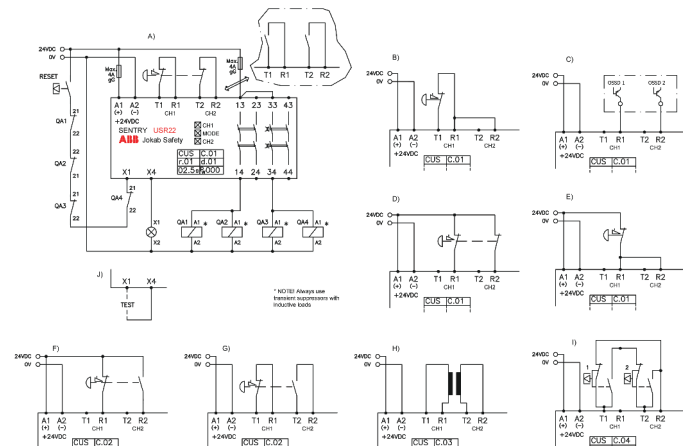 A)
24VDC
0V
RESET
Max.
4A
gG
Max.
4A
gG
T1 R1 T2 R2
A1 A2 T1 R1 T2 R2 13 23 33 43
(+) (–) CH1 CH2
+24VDC
SENTRY USR22
ABB Jokab Safety
CH1
MODE
CH2
CUS C.01
r.01 d.01
X1 X4 14 24 34 44
21
QA1
22
21
QA2
22
21
QA3
22
21
QA4
22
X1
X2
QA1 A1 *
A2
QA2 A1 *
A2
QA3 A1 *
A2
QA4 A1 *
A2
* NOTE! Always use
transient suppressors with
inductive loads
J)
X1 X4
TEST
B)
24VDC
0V
A1 A2 T1 R1 T2 R2
(+) (–) CH1 CH2
+24VDC
CUS C.01
C)
24VDC
0V
OSSD 1 OSSD 2
A1 A2 T1 R1 T2 R2
(+) (–) CH1 CH2
+24VDC
CUS C.01
D)
24VDC
0V
A1 A2 T1 R1 T2 R2
(+) (–) CH1 CH2
+24VDC
CUS C.01
E)
24VDC
0V
A1 A2 T1 R1 T2 R2
(+) (–) CH1 CH2
+24VDC
CUS C.01
F)
24VDC
0V
A1 A2 T1 R1 T2 R2
(+) (–) CH1 CH2
+24VDC
CUS C.02
G)
24VDC
0V
A1 A2 T1 R1 T2 R2
(+) (–) CH1 CH2
+24VDC
CUS C.02
H)
24VDC
0V
A1 A2 T1 R1 T2 R2
(+) (–) CH1 CH2
+24VDC
CUS C.03
I)
24VDC
0V
1 2
A1 A2 T1 R1 T2 R2
(+) (–) CH1 CH2
+24VDC
CUS C.04